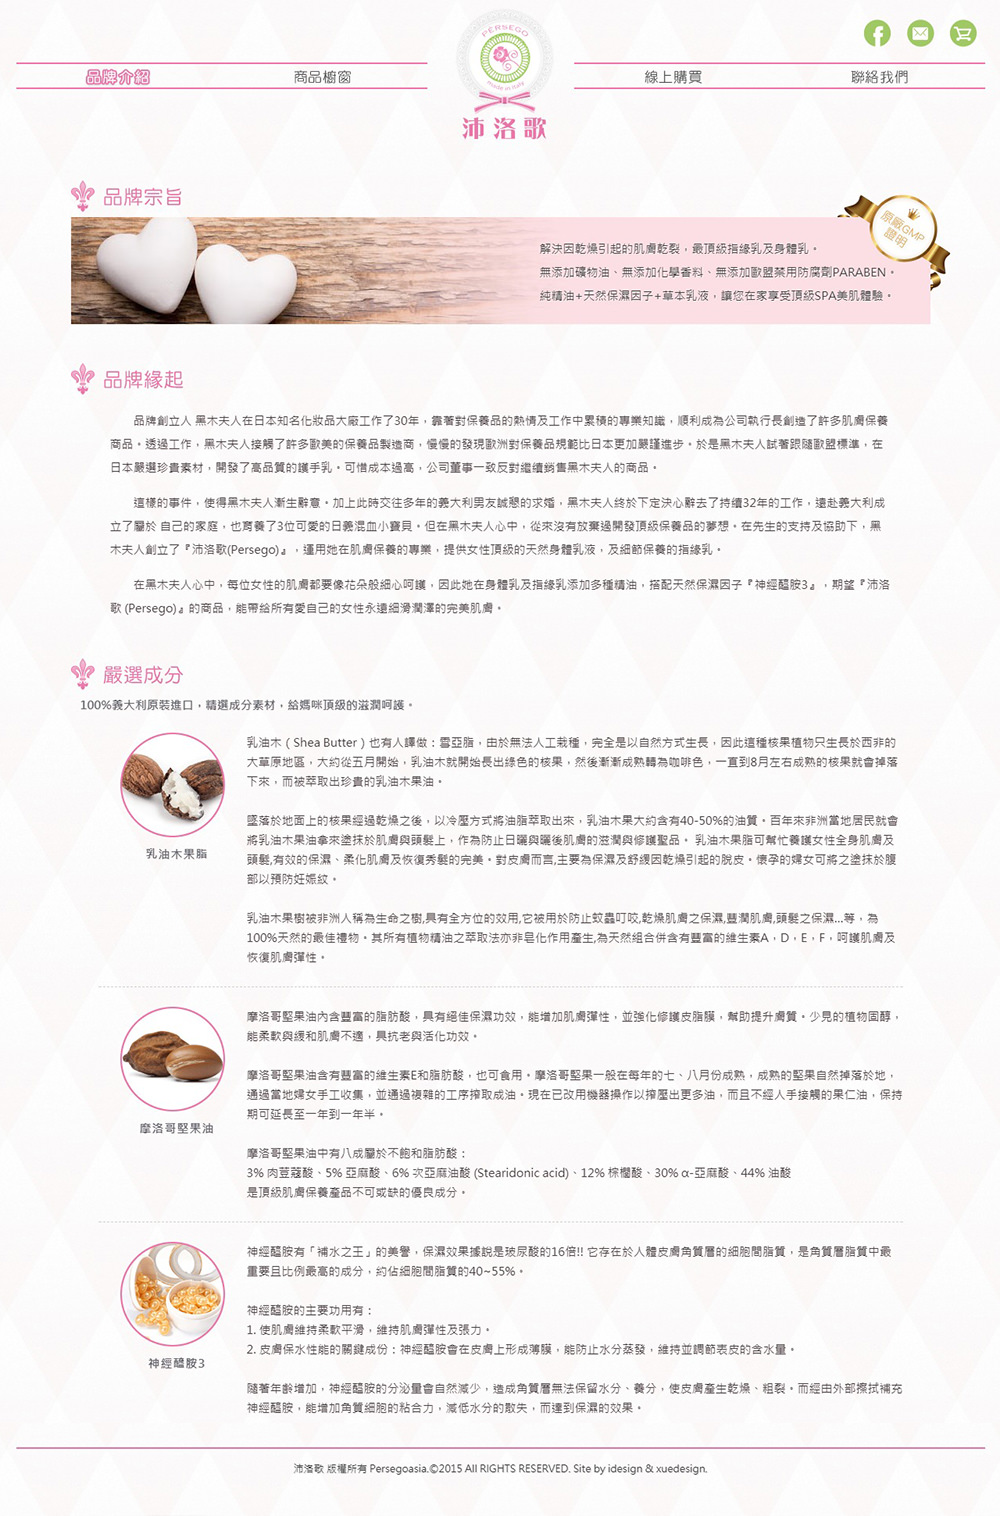 PERSEGO
made in italy
沛洛歌
品牌介紹
商品櫥窗
線上購買
聯絡我們
品牌宗旨
原廠GMP
證明
解決因乾燥引起的肌膚乾裂，最頂級指緣乳及身體乳。
無添加礦物油、無添加化學香料、無添加歐盟禁用防腐劑PARABEN。
純精油+天然保濕因子+草本乳液，讓您在家享受頂級SPA美肌體驗。
品牌緣起
品牌創立人 黑木夫人在日本知名化妝品大廠工作了30年，靠著對保養品的熱情及工作中累積的專業知識，順利成為公司執行長創造了許多肌膚保養
商品。透過工作，黑木夫人接觸了許多歐美的保養品製造商，慢慢的發現歐洲對保養品規範比日本更加嚴謹進步。於是黑木夫人試著跟隨歐盟標準，在
日本嚴選珍貴素材，開發了高品質的護手乳。可惜成本過高，公司董事一致反對繼續銷售黑木夫人的商品。
這樣的事件，使得黑木夫人漸生辭意。加上此時交往多年的義大利男友誠懇的求婚，黑木夫人終於下定決心辭去了持續32年的工作，遠赴義大利成
立了屬於 自己的家庭，也育養了3位可愛的日義混血小寶貝。但在黑木夫人心中，從來沒有放棄過開發頂級保養品的夢想。在先生的支持及協助下，黑
木夫人創立了『沛洛歌(Persego)』，運用她在肌膚保養的專業，提供女性頂級的天然身體乳液，及細節保養的指緣乳。
在黑木夫人心中，每位女性的肌膚都要像花朵般細心呵護，因此她在身體乳及指緣乳添加多種精油，搭配天然保濕因子『神經醯胺3』，期望『沛洛
歌 (Persego)』的商品，能帶給所有愛自己的女性永遠細滑潤澤的完美肌膚。
嚴選成分
100%義大利原裝進口，精選成分素材，給媽咪頂級的滋潤呵護。
乳油木（Shea Butter）也有人譯做：雪亞脂，由於無法人工栽種，完全是以自然方式生長，因此這種核果植物只生長於西非的
大草原地區，大約從五月開始，乳油木就開始長出綠色的核果，然後漸漸成熟轉為咖啡色，一直到8月左右成熟的核果就會掉落
下來，而被萃取出珍貴的乳油木果油。
墜落於地面上的核果經過乾燥之後，以冷壓方式將油脂萃取出來，乳油木果大約含有40-50%的油質。百年來非洲當地居民就會
將乳油木果油拿來塗抹於肌膚與頭髮上，作為防止日曬與曬後肌膚的滋潤與修護聖品。 乳油木果脂可幫忙養護女性全身肌膚及
頭髮,有效的保濕、柔化肌膚及恢復秀髮的完美。對皮膚而言,主要為保濕及舒緩因乾燥引起的脫皮。懷孕的婦女可將之塗抹於腹
部以預防妊娠紋。
乳油木果脂
乳油木果樹被非洲人稱為生命之樹,具有全方位的效用,它被用於防止蚊蟲叮咬,乾燥肌膚之保濕,豐潤肌膚,頭髮之保濕...等，為
100%天然的最佳禮物。其所有植物精油之萃取法亦非皂化作用產生,為天然組合併含有豐富的維生素A，D，E，F，呵護肌膚及
恢復肌膚彈性。
摩洛哥堅果油內含豐富的脂肪酸，具有絕佳保濕功效，能增加肌膚彈性，並強化修護皮脂膜，幫助提升膚質。少見的植物固醇，
能柔軟與緩和肌膚不適，具抗老與活化功效。
摩洛哥堅果油含有豐富的維生素E和脂肪酸，也可食用。摩洛哥堅果一般在每年的七、八月份成熟，成熟的堅果自然掉落於地，
通過當地婦女手工收集，並通過複雜的工序搾取成油。現在已改用機器操作以搾壓出更多油，而且不經人手接觸的果仁油，保持
期可延長至一年到一年半。
摩洛哥堅果油
摩洛哥堅果油中有八成屬於不飽和脂肪酸：
3% 肉荳蔻酸、5% 亞麻酸、6% 次亞麻油酸 (Stearidonic acid)、12% 棕櫚酸、30% α-亞麻酸、44% 油酸
是頂級肌膚保養產品不可或缺的優良成分。
神經醯胺有「補水之王」的美譽，保濕效果據說是玻尿酸的16倍!! 它存在於人體皮膚角質層的細胞間脂質，是角質層脂質中最
重要且比例最高的成分，約佔細胞間脂質的40~55%。
神經醯胺的主要功用有：
1. 使肌膚維持柔軟平滑，維持肌膚彈性及張力。
2. 皮膚保水性能的關鍵成份：神經醯胺會在皮膚上形成薄膜，能防止水分蒸發，維持並調節表皮的含水量。
神經醯胺3
隨著年齡增加，神經醯胺的分泌量會自然減少，造成角質層無法保留水分、養分，使皮膚產生乾燥、粗裂。而經由外部擦拭補充
神經醯胺，能增加角質細胞的粘合力，減低水分的散失，而達到保濕的效果。
沛洛歌 版權所有 Persegoasia.©2015 All RIGHTS RESERVED. Site by idesign & xuedesign.